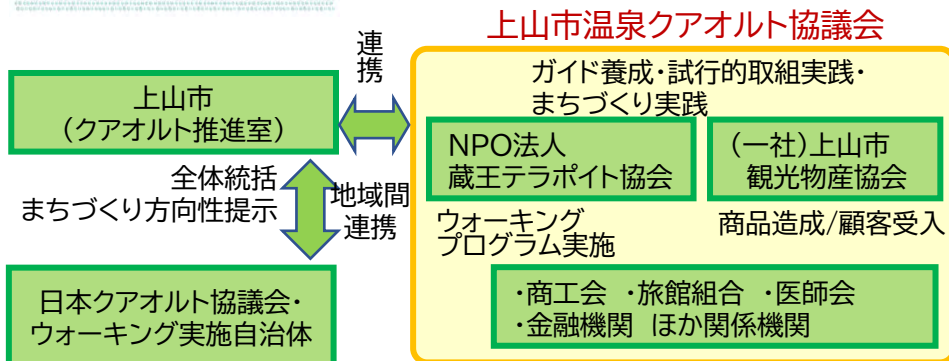 上山市温泉クアオルト協議会
連携
上山市
（クアオルト推進室）
全体統括
まちづくり方向性提示
地域間
連携
日本クアオルト協議会・
ウォーキング実施自治体
ガイド養成・試行的取組実践・
まちづくり実践
NPO法人
蔵王テラポイト協会
（一社）上山市
観光物産協会
ウォーキング
プログラム実施
商品造成/顧客受入
・商工会 ・旅館組合 ・医師会
・金融機関 ほか関係機関